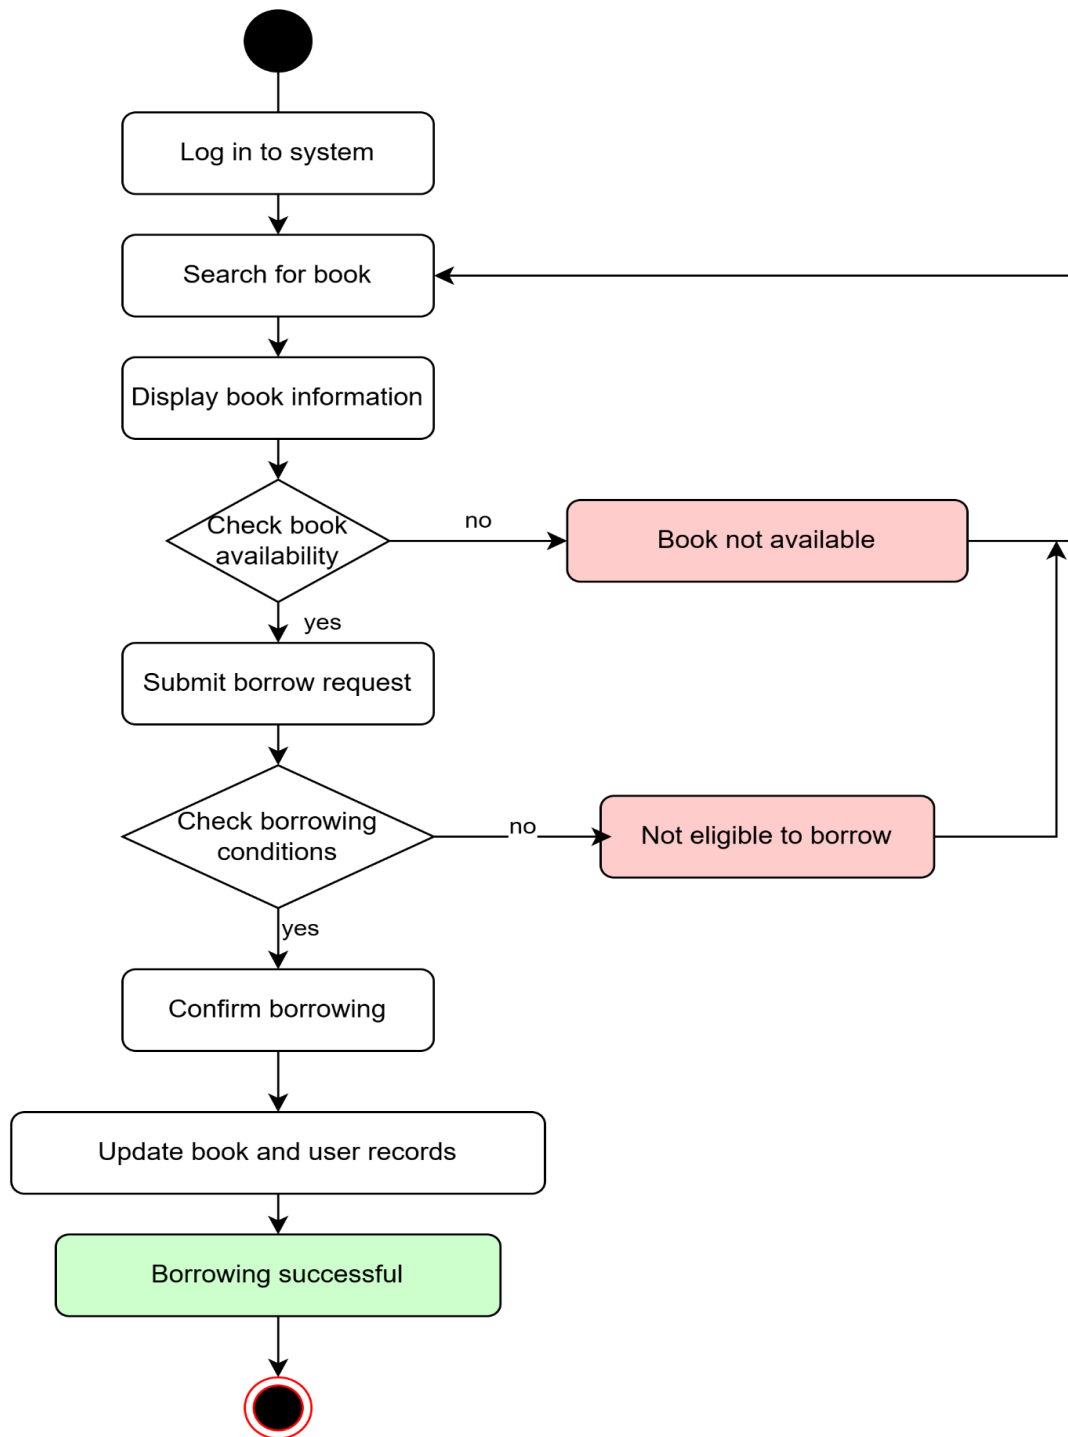 Log in to system
Search for book
Display book information
Check book
availability
no
Book not available
yes
Submit borrow request
Check borrowing
conditions
no
Not eligible to borrow
yes
Confirm borrowing
Update book and user records
Borrowing successful